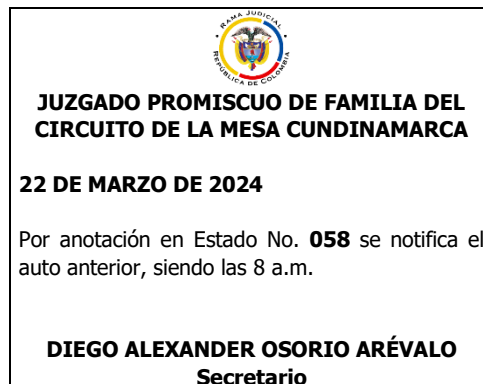 RAMA JUDICIAL
REPÚBLICA DE COLOMBIA
JUZGADO PROMISCUO DE FAMILIA DEL
CIRCUITO DE LA MESA CUNDINAMARCA
22 DE MARZO DE 2024
Por anotación en Estado No. 058 se notifica el
auto anterior, siendo las 8 a.m.
DIEGO ALEXANDER OSORIO ARÉVALO
Secretario